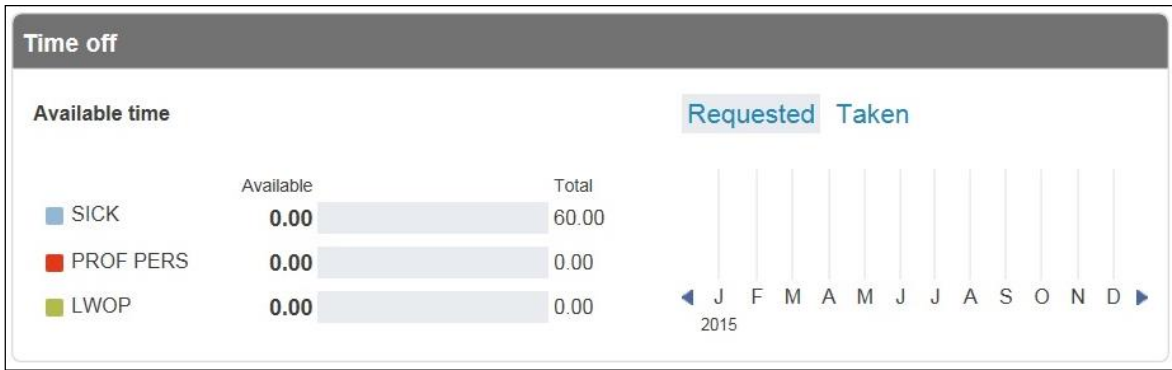 Time off
Available time
Requested Taken
Available Total
SICK 0.00 60.00
PROF PERS 0.00 0.00
LWOP 0.00 0.00
J F M A M J J A S O N D
2015